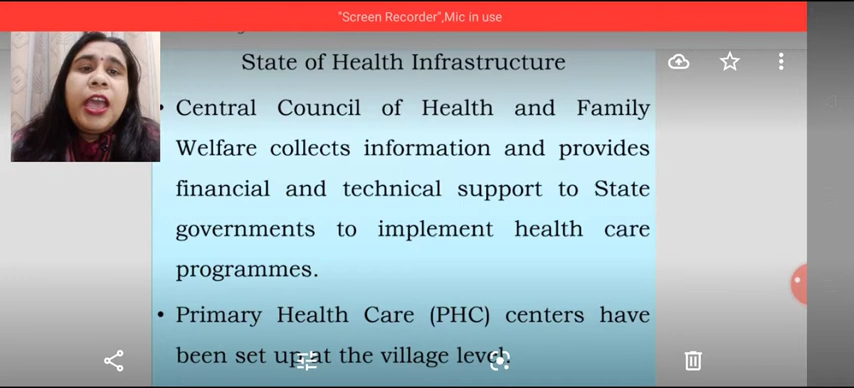 "Screen Recorder",Mic in use
State of Health Infrastructure
• Central Council of Health and Family
Welfare collects information and provides
financial and technical support to State
governments to implement health care
programmes.
• Primary Health Care (PHC) centers have
been set up at the village level.